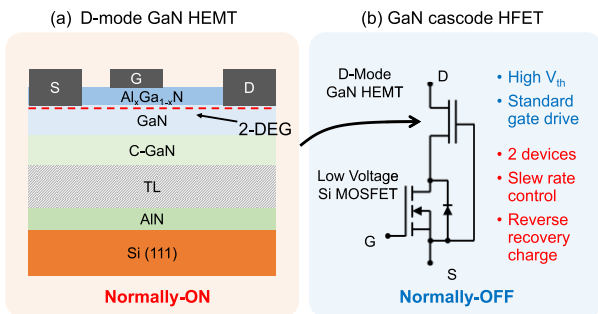 (a) D-mode GaN HEMT
S
G
D
AlxGa1-xN
GaN
2-DEG
C-GaN
TL
AlN
Si (111)
Normally-ON
(b) GaN cascode HFET
D-Mode
GaN HEMT
D
Low Voltage
Si MOSFET
G
S
• High Vth
• Standard
gate drive
• 2 devices
• Slew rate
control
• Reverse
recovery
charge
Normally-OFF